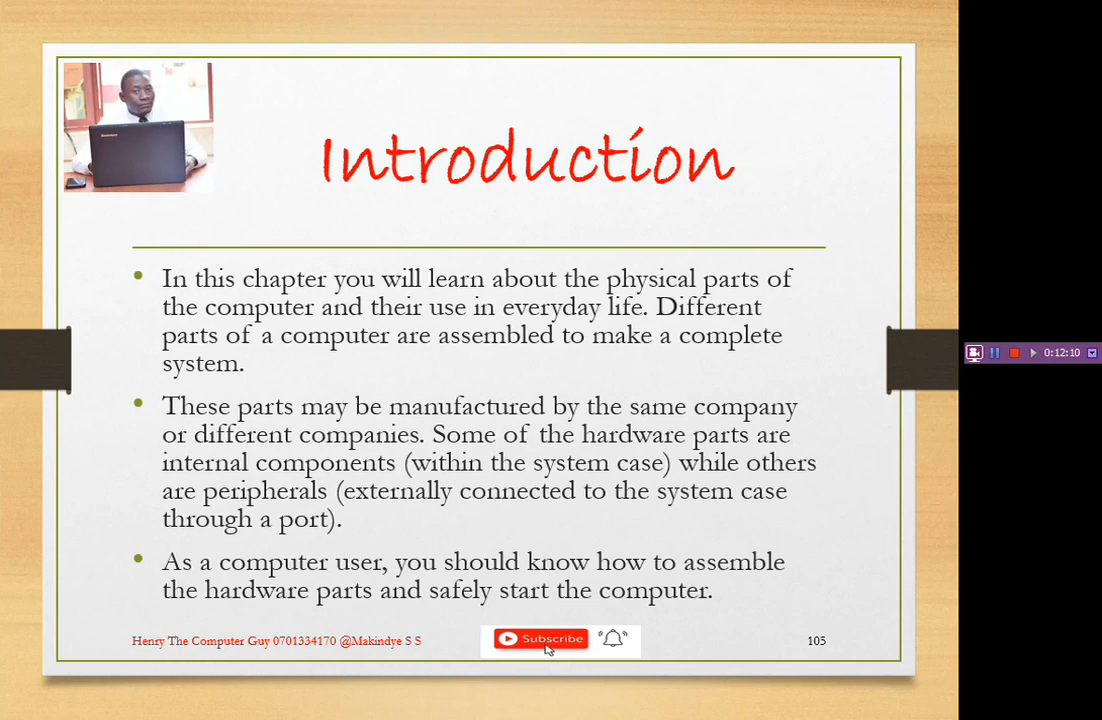 Introduction
• In this chapter you will learn about the physical parts of
the computer and their use in everyday life. Different
parts of a computer are assembled to make a complete
system.
• These parts may be manufactured by the same company
or different companies. Some of the hardware parts are
internal components (within the system case) while others
are peripherals (externally connected to the system case
through a port).
• As a computer user, you should know how to assemble
the hardware parts and safely start the computer.
Henry The Computer Guy 0701334170 @Makindye S S
Subscribe
105
0:12:10